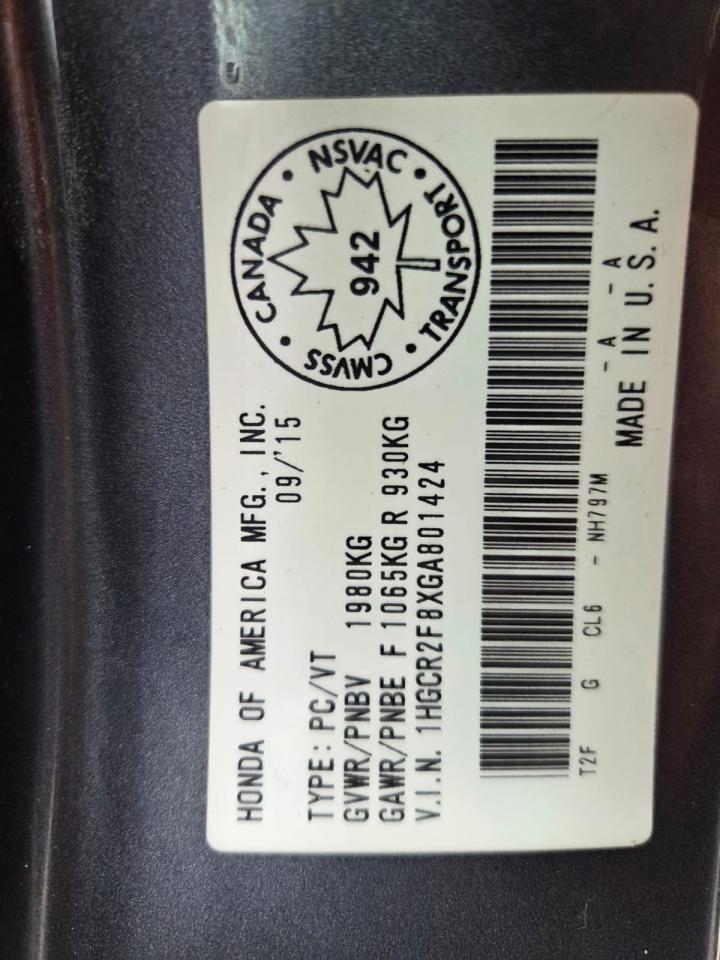 HONDA OF AMERICA MFG., INC.
09/'15
TYPE: PC/VT
GVWR/PNBV 1980KG
GAWR/PNBE F 1065KG R 930KG
V.I.N. 1HGCR2F8XGA801424
CANADA • NSVAC • TRANSPORT • CMVSS •
942
T2F G CL6 - NH797M - A - A
MADE IN U.S.A.